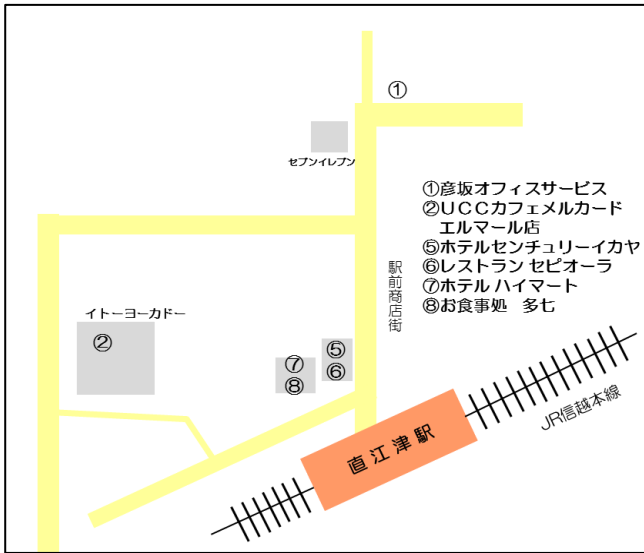 ①
セブンイレブン
①彦坂オフィスサービス
②ＵＣＣカフェメルカード
エルマール店
⑤ホテルセンチュリーイカヤ
⑥レストラン セピオーラ
⑦ホテル ハイマート
⑧お食事処　多七
駅前商店街
イトーヨーカドー
②
⑤
⑥
⑦
⑧
直江津駅
JR信越本線